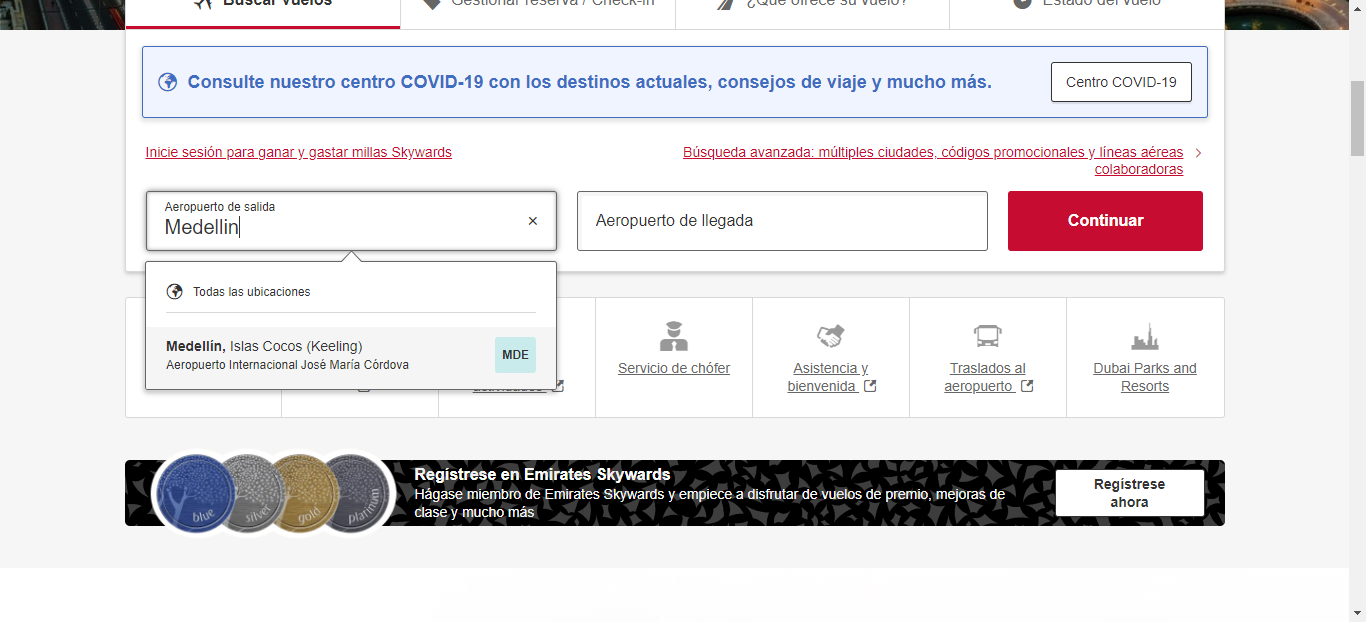 Buscar vuelos
Gestionar reserva / Check-in
¿Qué ofrece su vuelo?
Estado del vuelo
Consulte nuestro centro COVID-19 con los destinos actuales, consejos de viaje y mucho más.
Centro COVID-19
Inicie sesión para ganar y gastar millas Skywards
Búsqueda avanzada: múltiples ciudades, códigos promocionales y líneas aéreas
colaboradoras
Aeropuerto de salida
Medellin
Aeropuerto de llegada
Continuar
Todas las ubicaciones
Medellín, Islas Cocos (Keeling)
Aeropuerto Internacional José María Córdova
MDE
Servicio de chófer
Asistencia y
bienvenida
Traslados al
aeropuerto
Dubai Parks and
Resorts
blue
silver
gold
platinum
Regístrese en Emirates Skywards
Hágase miembro de Emirates Skywards y empiece a disfrutar de vuelos de premio, mejoras de
clase y mucho más
Regístrese
ahora